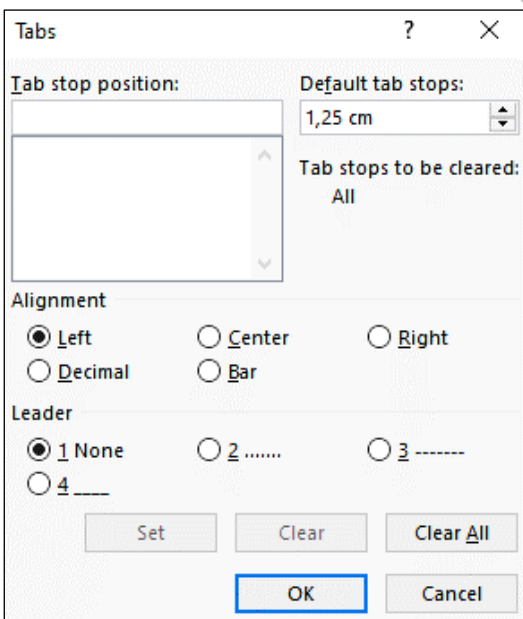 Tabs ?
Tab stop position: Default tab stops:
1,25 cm
Tab stops to be cleared:
All
Alignment
Left Center Right
Decimal Bar
Leader
1 None 2 ....... 3 -------
4 ____
Set Clear Clear All
OK Cancel